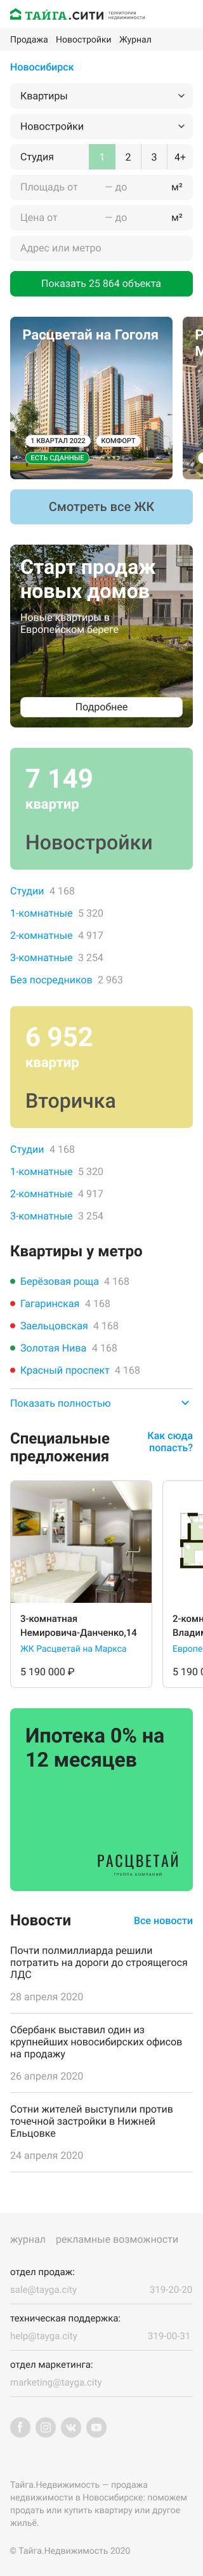 ТАЙГА.СИТИ ТЕРРИТОРИЯ
НЕДВИЖИМОСТИ
Продажа Новостройки Журнал
Новосибирск
Квартиры
Новостройки
Студия 1 2 3 4+
Площадь от — до м²
Цена от — до м²
Адрес или метро
Показать 25 864 объекта
Расцветай на Гоголя
1 КВАРТАЛ 2022 КОМФОРТ
ЕСТЬ СДАННЫЕ
Смотреть все ЖК
Старт продаж
новых домов
Новые квартиры в
Европейском береге
Подробнее
7 149
квартир
Новостройки
Студии 4 168
1-комнатные 5 320
2-комнатные 4 917
3-комнатные 3 254
Без посредников 2 963
6 952
квартир
Вторичка
Студии 4 168
1-комнатные 5 320
2-комнатные 4 917
3-комнатные 3 254
Квартиры у метро
Берёзовая роща 4 168
Гагаринская 4 168
Заельцовская 4 168
Золотая Нива 4 168
Красный проспект 4 168
Показать полностью
Специальные
предложения
Как сюда
попасть?
3-комнатная
Немировича-Данченко,14
ЖК Расцветай на Маркса
5 190 000 ₽
2-комн
Владим
Европе
5 190 0
Ипотека 0% на
12 месяцев
РАСЦВЕТАЙ
ГРУППА КОМПАНИЙ
Новости Все новости
Почти полмиллиарда решили
потратить на дороги до строящегося
ЛДС
28 апреля 2020
Сбербанк выставил один из
крупнейших новосибирских офисов
на продажу
26 апреля 2020
Сотни жителей выступили против
точечной застройки в Нижней
Ельцовке
24 апреля 2020
журнал рекламные возможности
отдел продаж:
sale@tayga.city 319-20-20
техническая поддержка:
help@tayga.city 319-00-31
отдел маркетинга:
marketing@tayga.city
Тайга.Недвижимость — продажа
недвижимости в Новосибирске: поможем
продать или купить квартиру или другое
жильё.
© Тайга.Недвижимость 2020